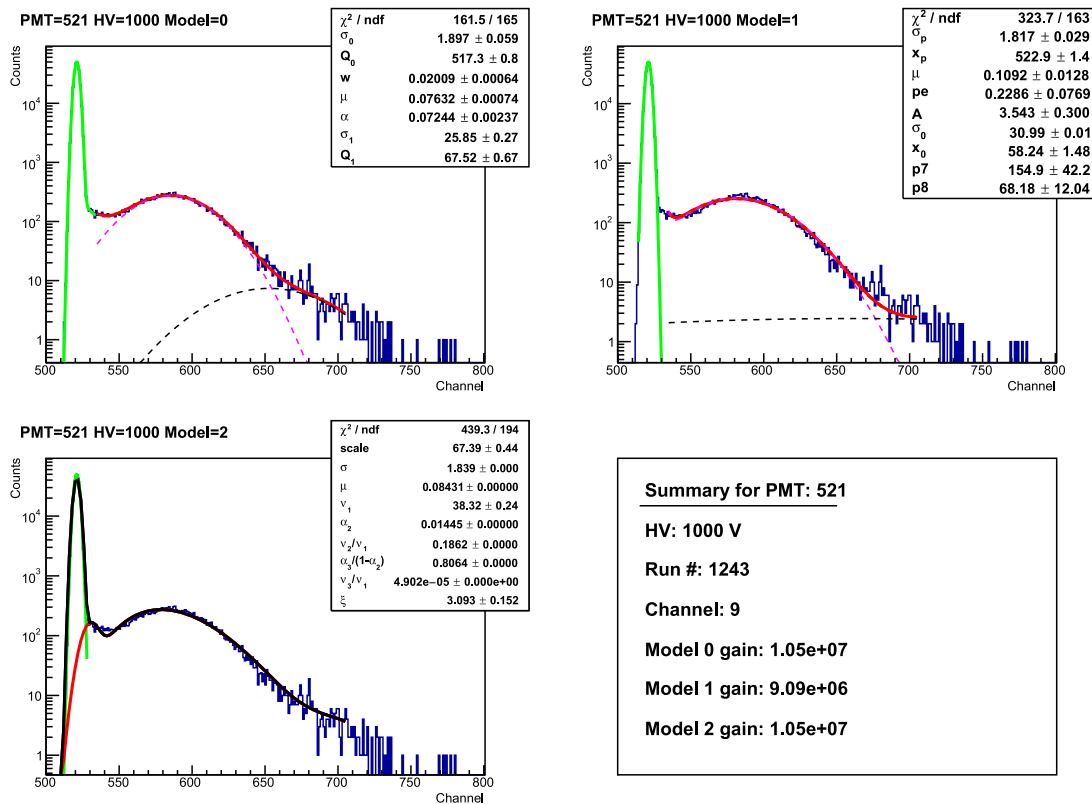 PMT=521 HV=1000 Model=0
χ² / ndf 161.5 / 165
σ₀ 1.897 ± 0.059
Q₀ 517.3 ± 0.8
w 0.02009 ± 0.00064
μ 0.07632 ± 0.00074
α 0.07244 ± 0.00237
σ₁ 25.85 ± 0.27
Q₁ 67.52 ± 0.67
Counts
10⁴
10³
10²
10
1
500 550 600 650 700 750 800
Channel
PMT=521 HV=1000 Model=1
χ² / ndf 323.7 / 163
σₚ 1.817 ± 0.029
xₚ 522.9 ± 1.4
μ 0.1092 ± 0.0128
pe 0.2286 ± 0.0769
A 3.543 ± 0.300
σ₀ 30.99 ± 0.01
x₀ 58.24 ± 1.48
p7 154.9 ± 42.2
p8 68.18 ± 12.04
Counts
10⁴
10³
10²
10
1
500 550 600 650 700 750 800
Channel
PMT=521 HV=1000 Model=2
χ² / ndf 439.3 / 194
scale 67.39 ± 0.44
σ 1.839 ± 0.000
μ 0.08431 ± 0.00000
ν₁ 38.32 ± 0.24
α₂ 0.01445 ± 0.00000
ν₂/ν₁ 0.1862 ± 0.0000
α₃/(1-α₂) 0.8064 ± 0.0000
ν₃/ν₁ 4.902e−05 ± 0.000e+00
ξ 3.093 ± 0.152
Counts
10⁴
10³
10²
10
1
500 550 600 650 700 750 800
Channel
Summary for PMT: 521
HV: 1000 V
Run #: 1243
Channel: 9
Model 0 gain: 1.05e+07
Model 1 gain: 9.09e+06
Model 2 gain: 1.05e+07